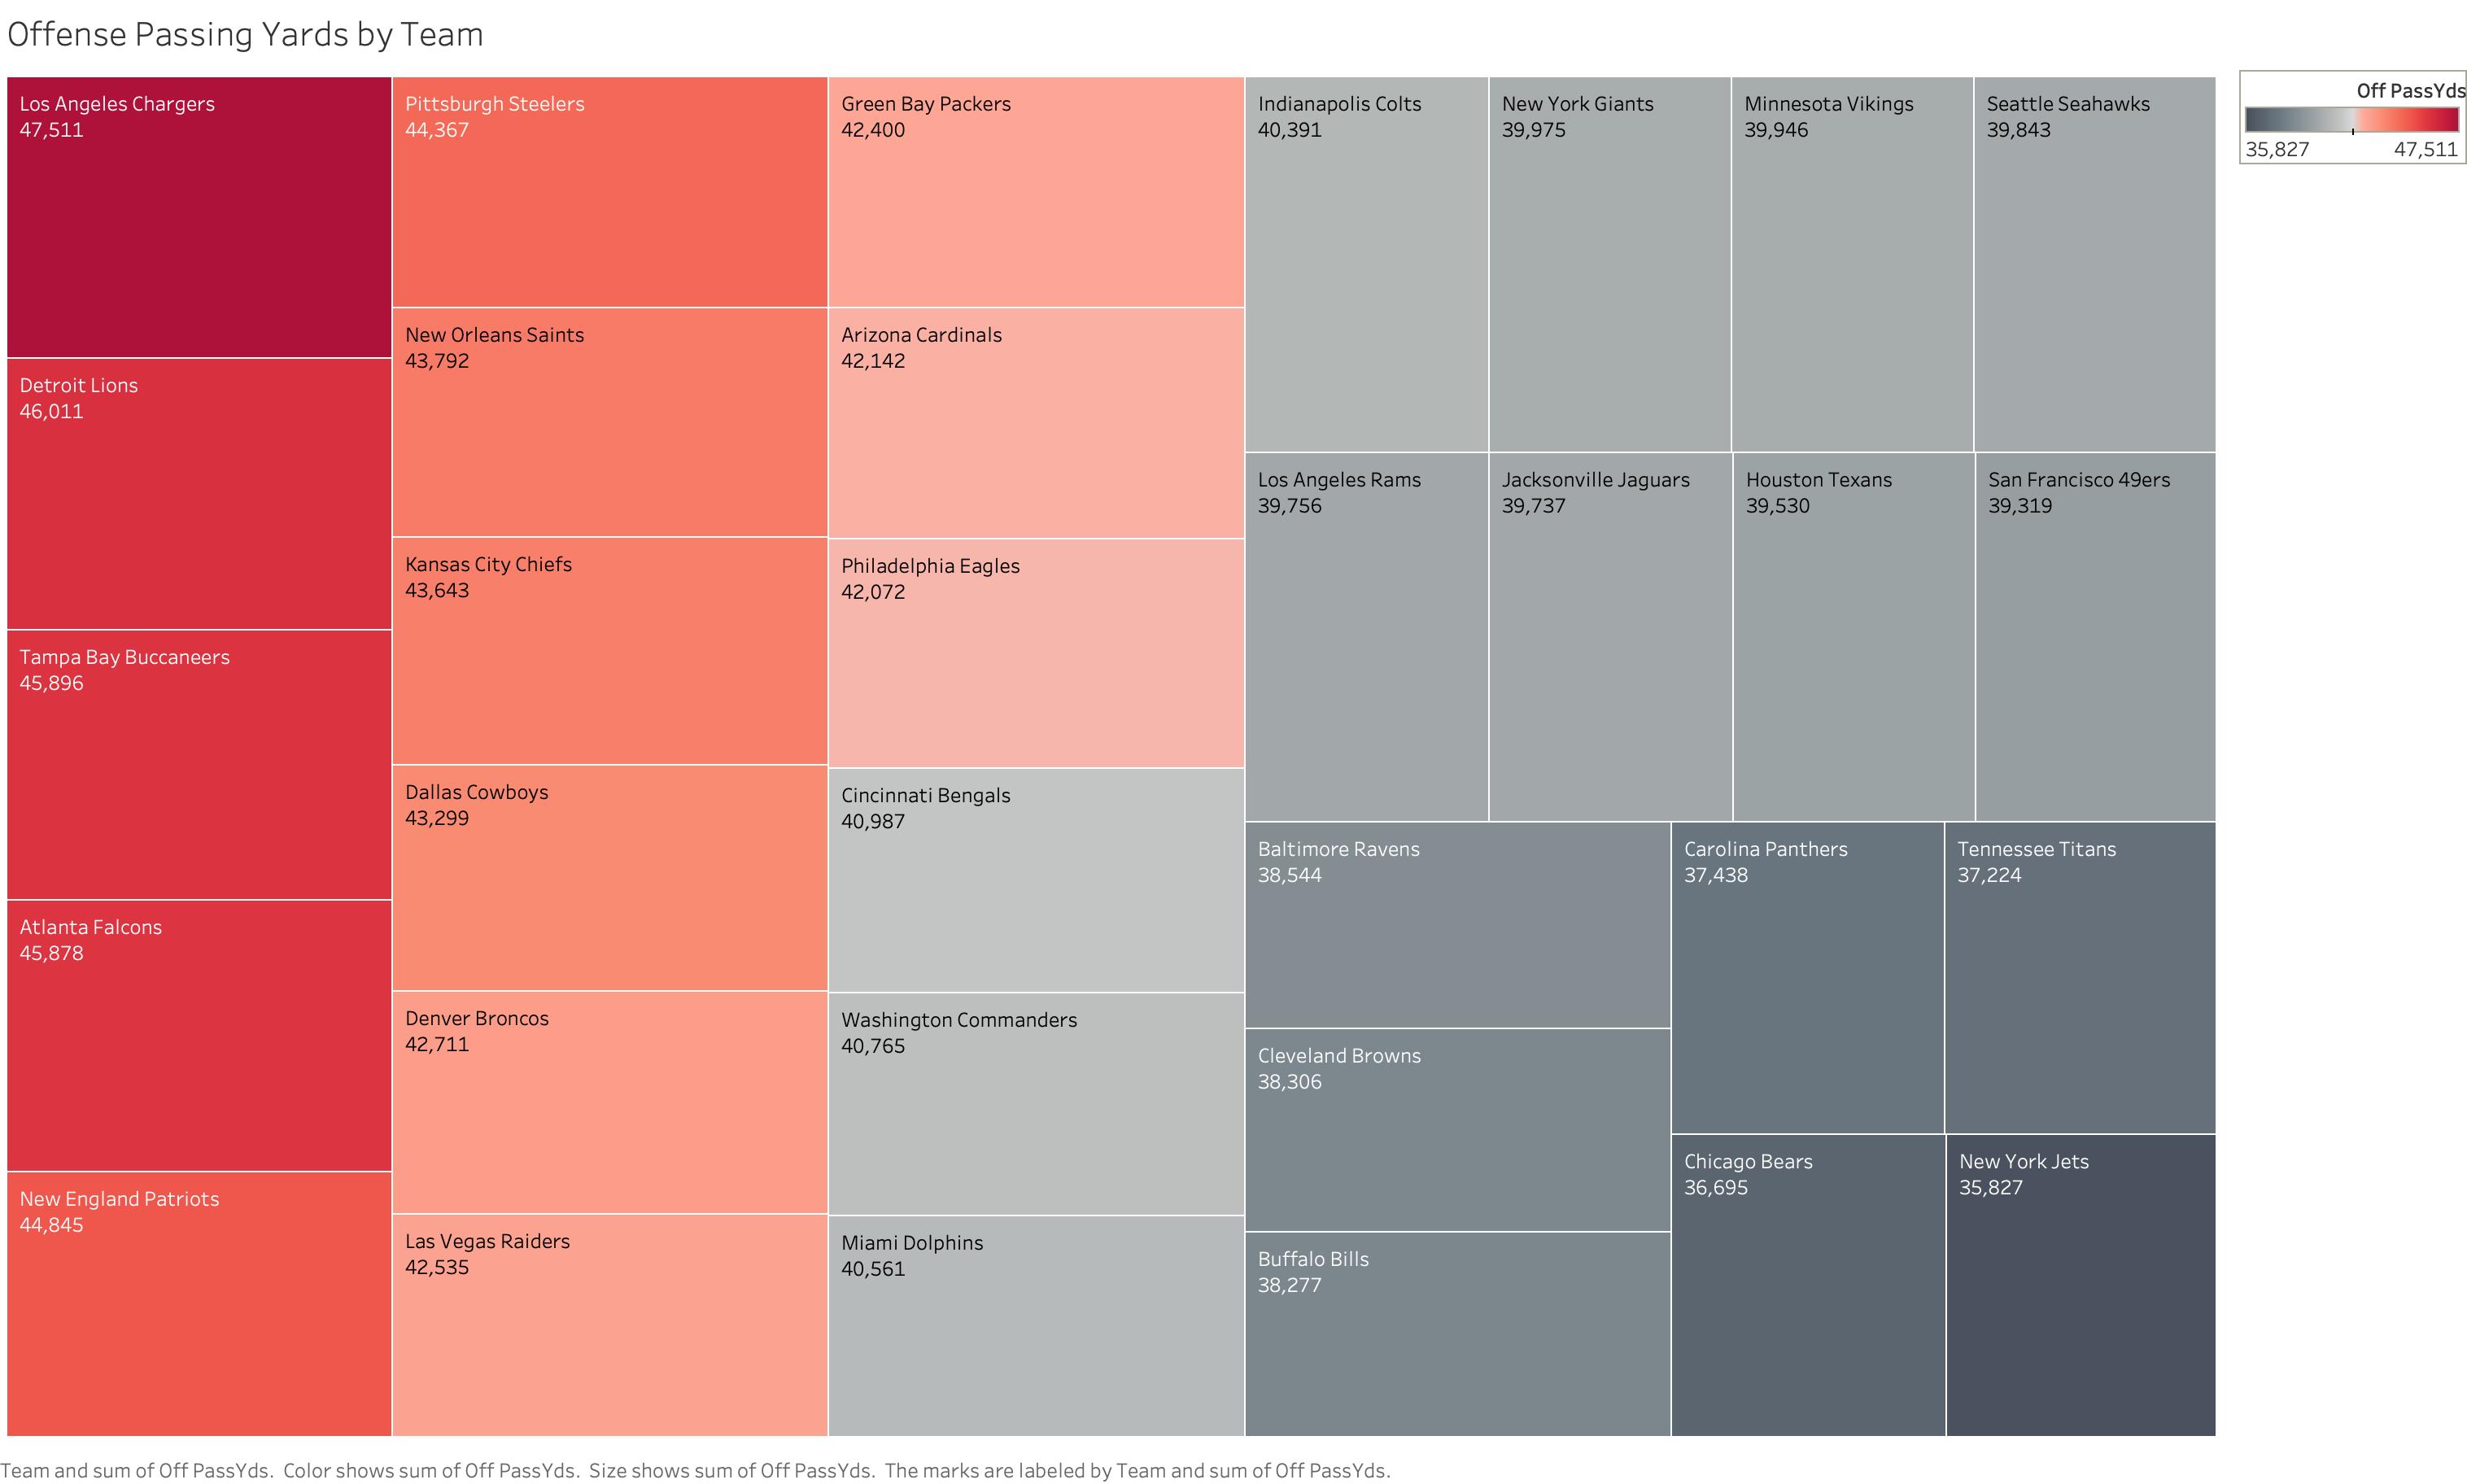 Offense Passing Yards by Team
Off PassYds
35,827 47,511
Los Angeles Chargers
47,511
Detroit Lions
46,011
Tampa Bay Buccaneers
45,896
Atlanta Falcons
45,878
New England Patriots
44,845
Pittsburgh Steelers
44,367
New Orleans Saints
43,792
Kansas City Chiefs
43,643
Dallas Cowboys
43,299
Denver Broncos
42,711
Las Vegas Raiders
42,535
Green Bay Packers
42,400
Arizona Cardinals
42,142
Philadelphia Eagles
42,072
Cincinnati Bengals
40,987
Washington Commanders
40,765
Miami Dolphins
40,561
Indianapolis Colts
40,391
New York Giants
39,975
Minnesota Vikings
39,946
Seattle Seahawks
39,843
Los Angeles Rams
39,756
Jacksonville Jaguars
39,737
Houston Texans
39,530
San Francisco 49ers
39,319
Baltimore Ravens
38,544
Cleveland Browns
38,306
Buffalo Bills
38,277
Carolina Panthers
37,438
Tennessee Titans
37,224
Chicago Bears
36,695
New York Jets
35,827
Team and sum of Off PassYds. Color shows sum of Off PassYds. Size shows sum of Off PassYds. The marks are labeled by Team and sum of Off PassYds.